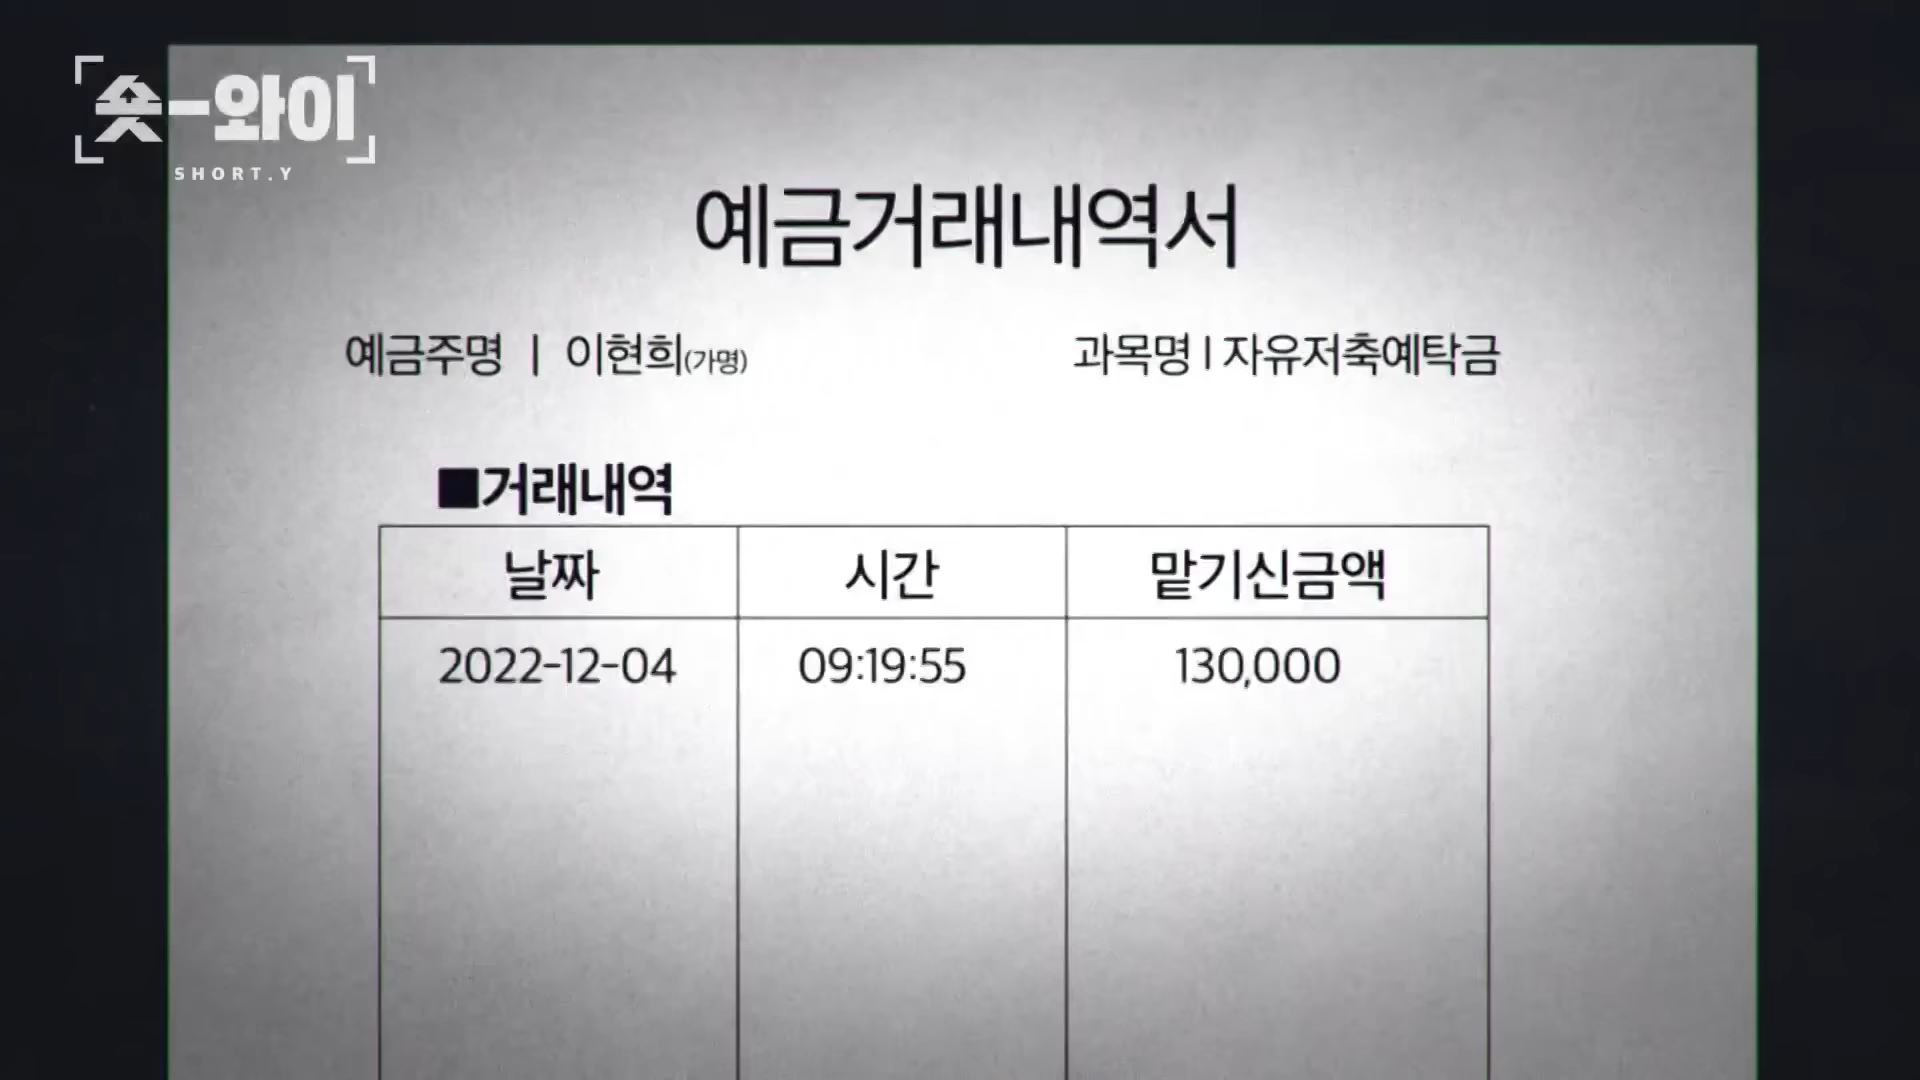 숏-와이
SHORT.Y
예금거래내역서
예금주명 | 이현희(가명)
과목명 | 자유저축예탁금
■거래내역
날짜 시간 맡기신금액
2022-12-04 09:19:55 130,000